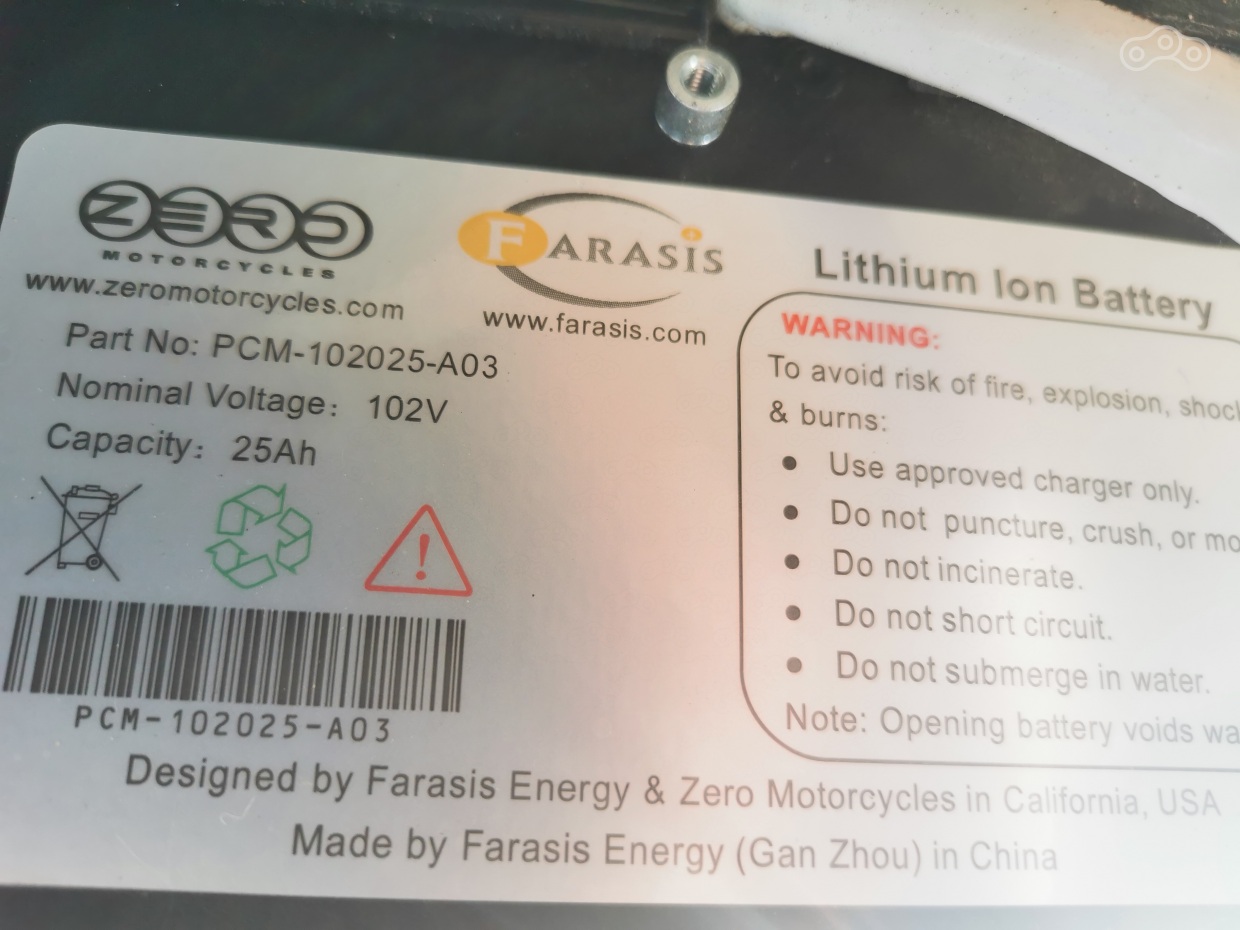 ZERO
MOTORCYCLES
www.zeromotorcycles.com
Part No: PCM-102025-A03
Nominal Voltage: 102V
Capacity: 25Ah
PCM-102025-A03
FARASIS
www.farasis.com
Lithium Ion Battery
WARNING:
To avoid risk of fire, explosion, shock
& burns:
• Use approved charger only.
• Do not puncture, crush, or
• Do not incinerate.
• Do not short circuit.
• Do not submerge in water.
Note: Opening battery voids
Designed by Farasis Energy & Zero Motorcycles in California, USA
Made by Farasis Energy (Gan Zhou) in China